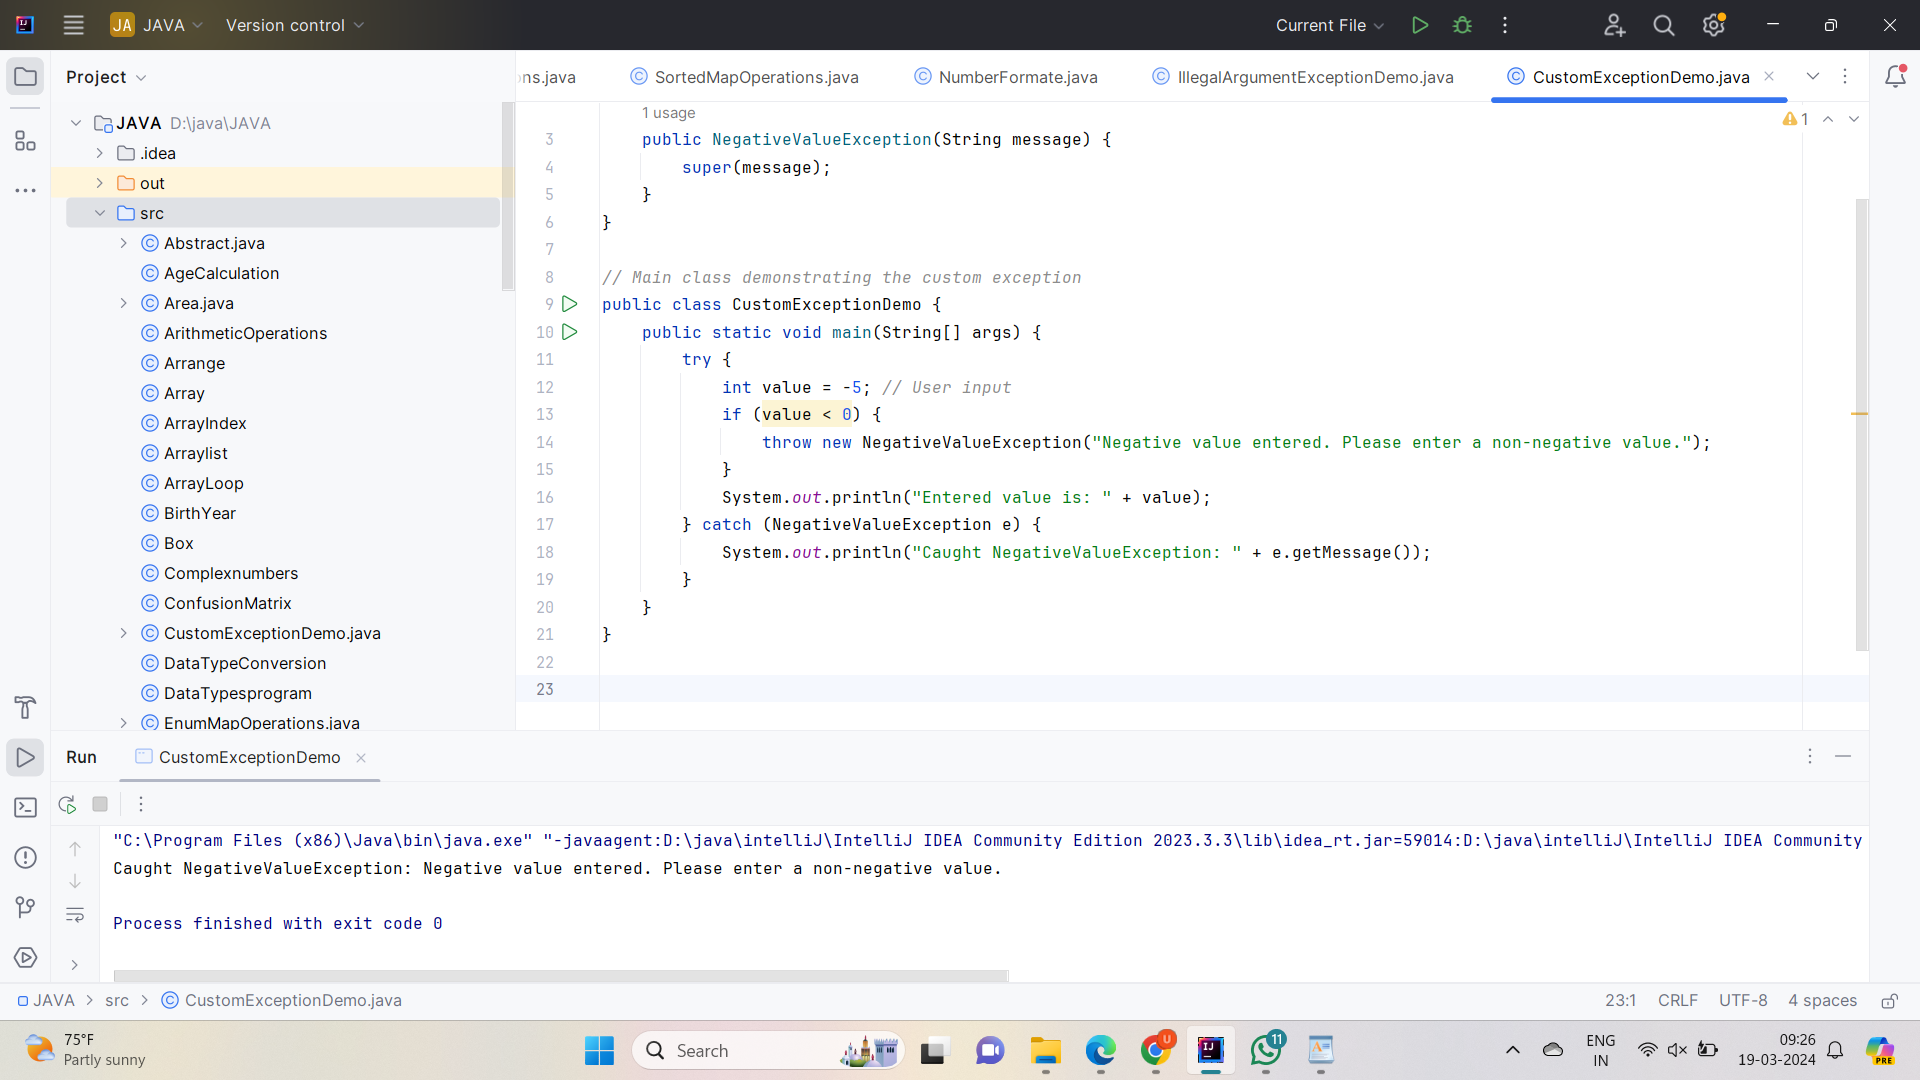 JA JAVA Version control Current File
Project
ns.java SortedMapOperations.java NumberFormate.java IllegalArgumentExceptionDemo.java CustomExceptionDemo.java
JAVA D:\java\JAVA
.idea
out
src
Abstract.java
AgeCalculation
Area.java
ArithmeticOperations
Arrange
Array
ArrayIndex
Arraylist
ArrayLoop
BirthYear
Box
Complexnumbers
ConfusionMatrix
CustomExceptionDemo.java
DataTypeConversion
DataTypesprogram
EnumMapOperations.java
1 usage
1
3 public NegativeValueException(String message) {
4 super(message);
5 }
6 }
7
8 // Main class demonstrating the custom exception
9 public class CustomExceptionDemo {
10 public static void main(String[] args) {
11 try {
12 int value = -5; // User input
13 if (value < 0) {
14 throw new NegativeValueException("Negative value entered. Please enter a non-negative value.");
15 }
16 System.out.println("Entered value is: " + value);
17 } catch (NegativeValueException e) {
18 System.out.println("Caught NegativeValueException: " + e.getMessage());
19 }
20 }
21 }
22
23
Run CustomExceptionDemo
"C:\Program Files (x86)\Java\bin\java.exe" "-javaagent:D:\java\intelliJ\IntelliJ IDEA Community Edition 2023.3.3\lib\idea_rt.jar=59014:D:\java\intelliJ\IntelliJ IDEA Community
Caught NegativeValueException: Negative value entered. Please enter a non-negative value.
Process finished with exit code 0
JAVA > src > CustomExceptionDemo.java 23:1 CRLF UTF-8 4 spaces
75°F
Partly sunny
Search
U
IJ
11
ENG
IN
09:26
19-03-2024
PRE